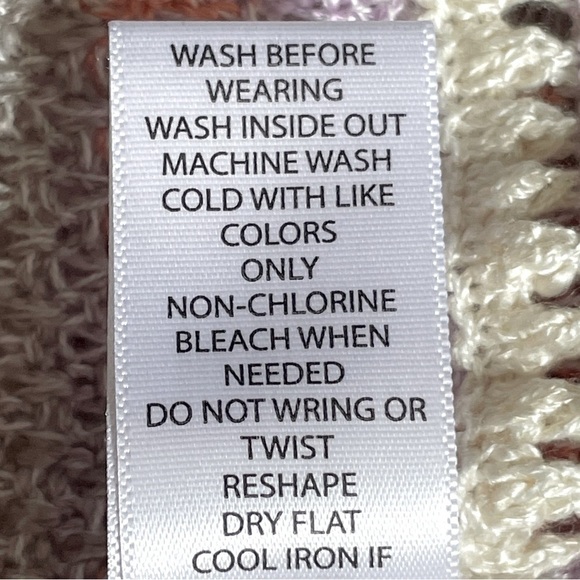 WASH BEFORE
WEARING
WASH INSIDE OUT
MACHINE WASH
COLD WITH LIKE
COLORS
ONLY
NON-CHLORINE
BLEACH WHEN
NEEDED
DO NOT WRING OR
TWIST
RESHAPE
DRY FLAT
COOL IRON IF